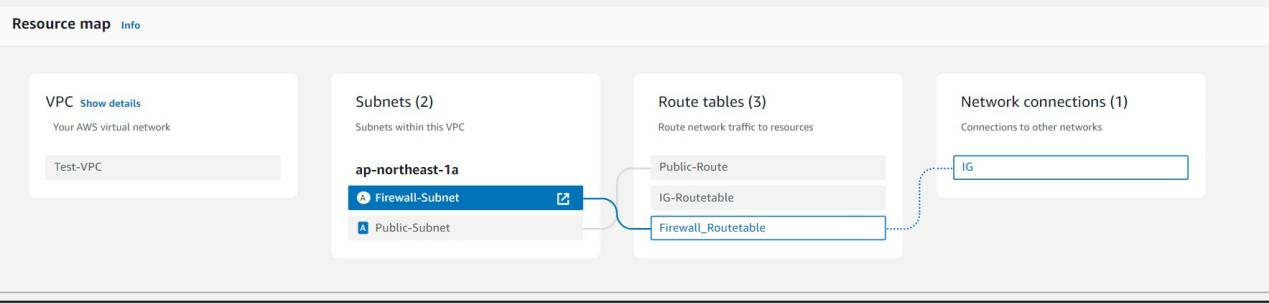 Resource map Info
VPC Show details
Your AWS virtual network
Test-VPC
Subnets (2)
Subnets within this VPC
ap-northeast-1a
A Firewall-Subnet
A Public-Subnet
Route tables (3)
Route network traffic to resources
Public-Route
IG-Routetable
Firewall_Routetable
Network connections (1)
Connections to other networks
IG